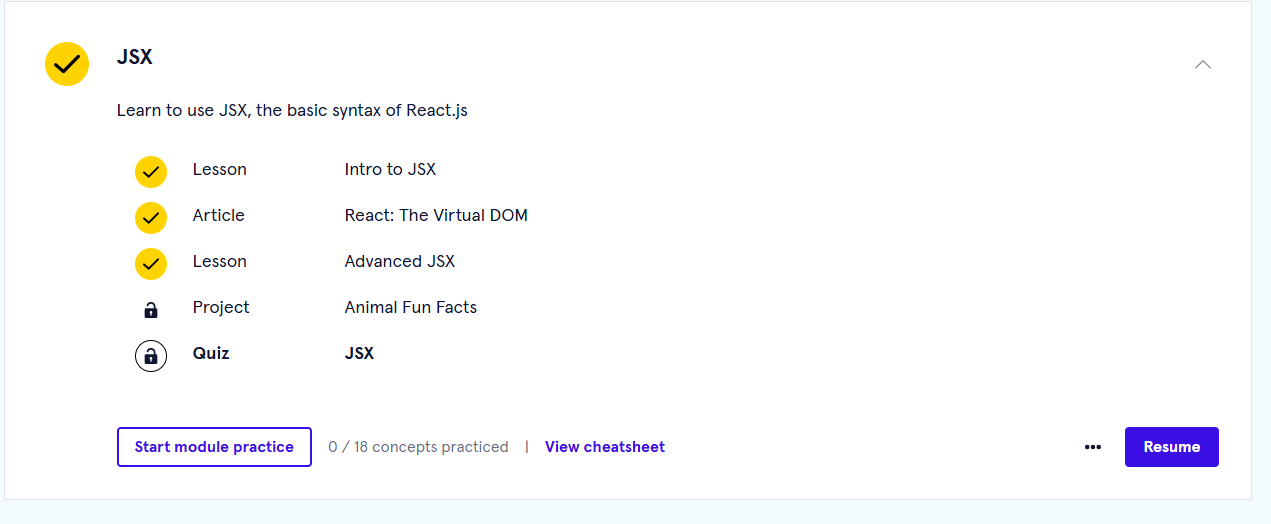 JSX
Learn to use JSX, the basic syntax of React.js
Lesson Intro to JSX
Article React: The Virtual DOM
Lesson Advanced JSX
Project Animal Fun Facts
Quiz JSX
Start module practice 0 / 18 concepts practiced | View cheatsheet ••• Resume